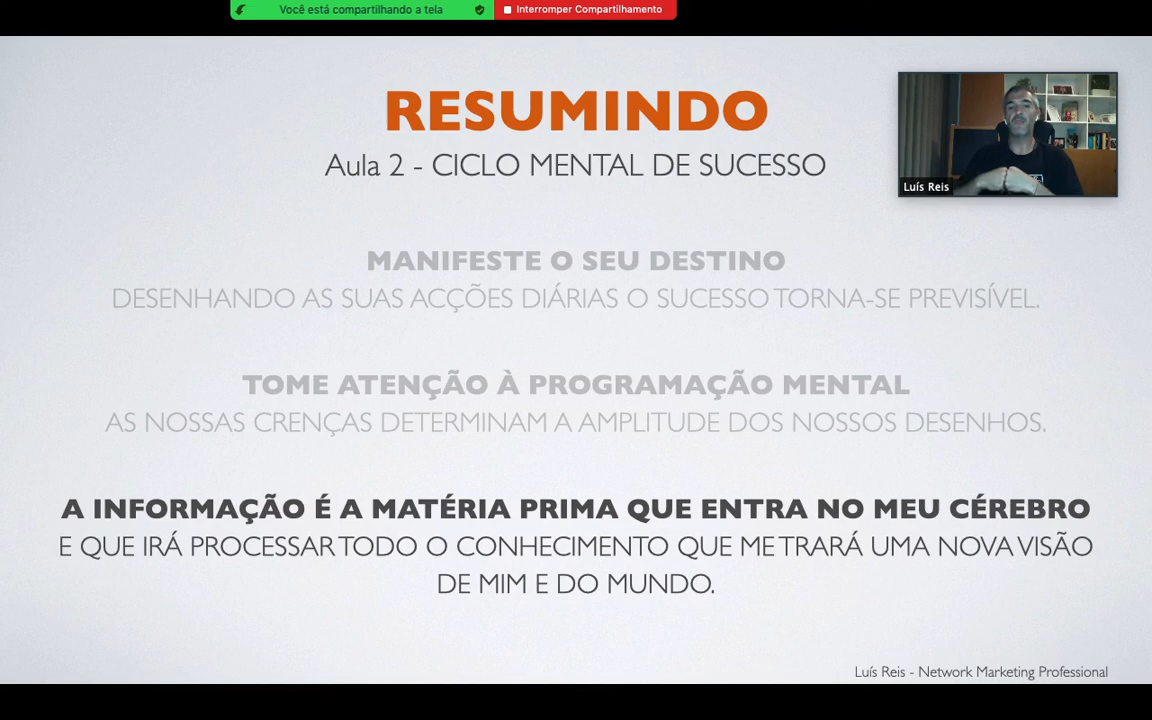 Você está compartilhando a tela
Interromper Compartilhamento
RESUMINDO
Aula 2 - CICLO MENTAL DE SUCESSO
Luís Reis
MANIFESTE O SEU DESTINO
DESENHANDO AS SUAS ACÇÕES DIÁRIAS O SUCESSO TORNA-SE PREVISÍVEL.
TOME ATENÇÃO À PROGRAMAÇÃO MENTAL
AS NOSSAS CRENÇAS DETERMINAM A AMPLITUDE DOS NOSSOS DESENHOS.
A INFORMAÇÃO É A MATÉRIA PRIMA QUE ENTRA NO MEU CÉREBRO
E QUE IRÁ PROCESSAR TODO O CONHECIMENTO QUE ME TRARÁ UMA NOVA VISÃO
DE MIM E DO MUNDO.
Luís Reis - Network Marketing Professional